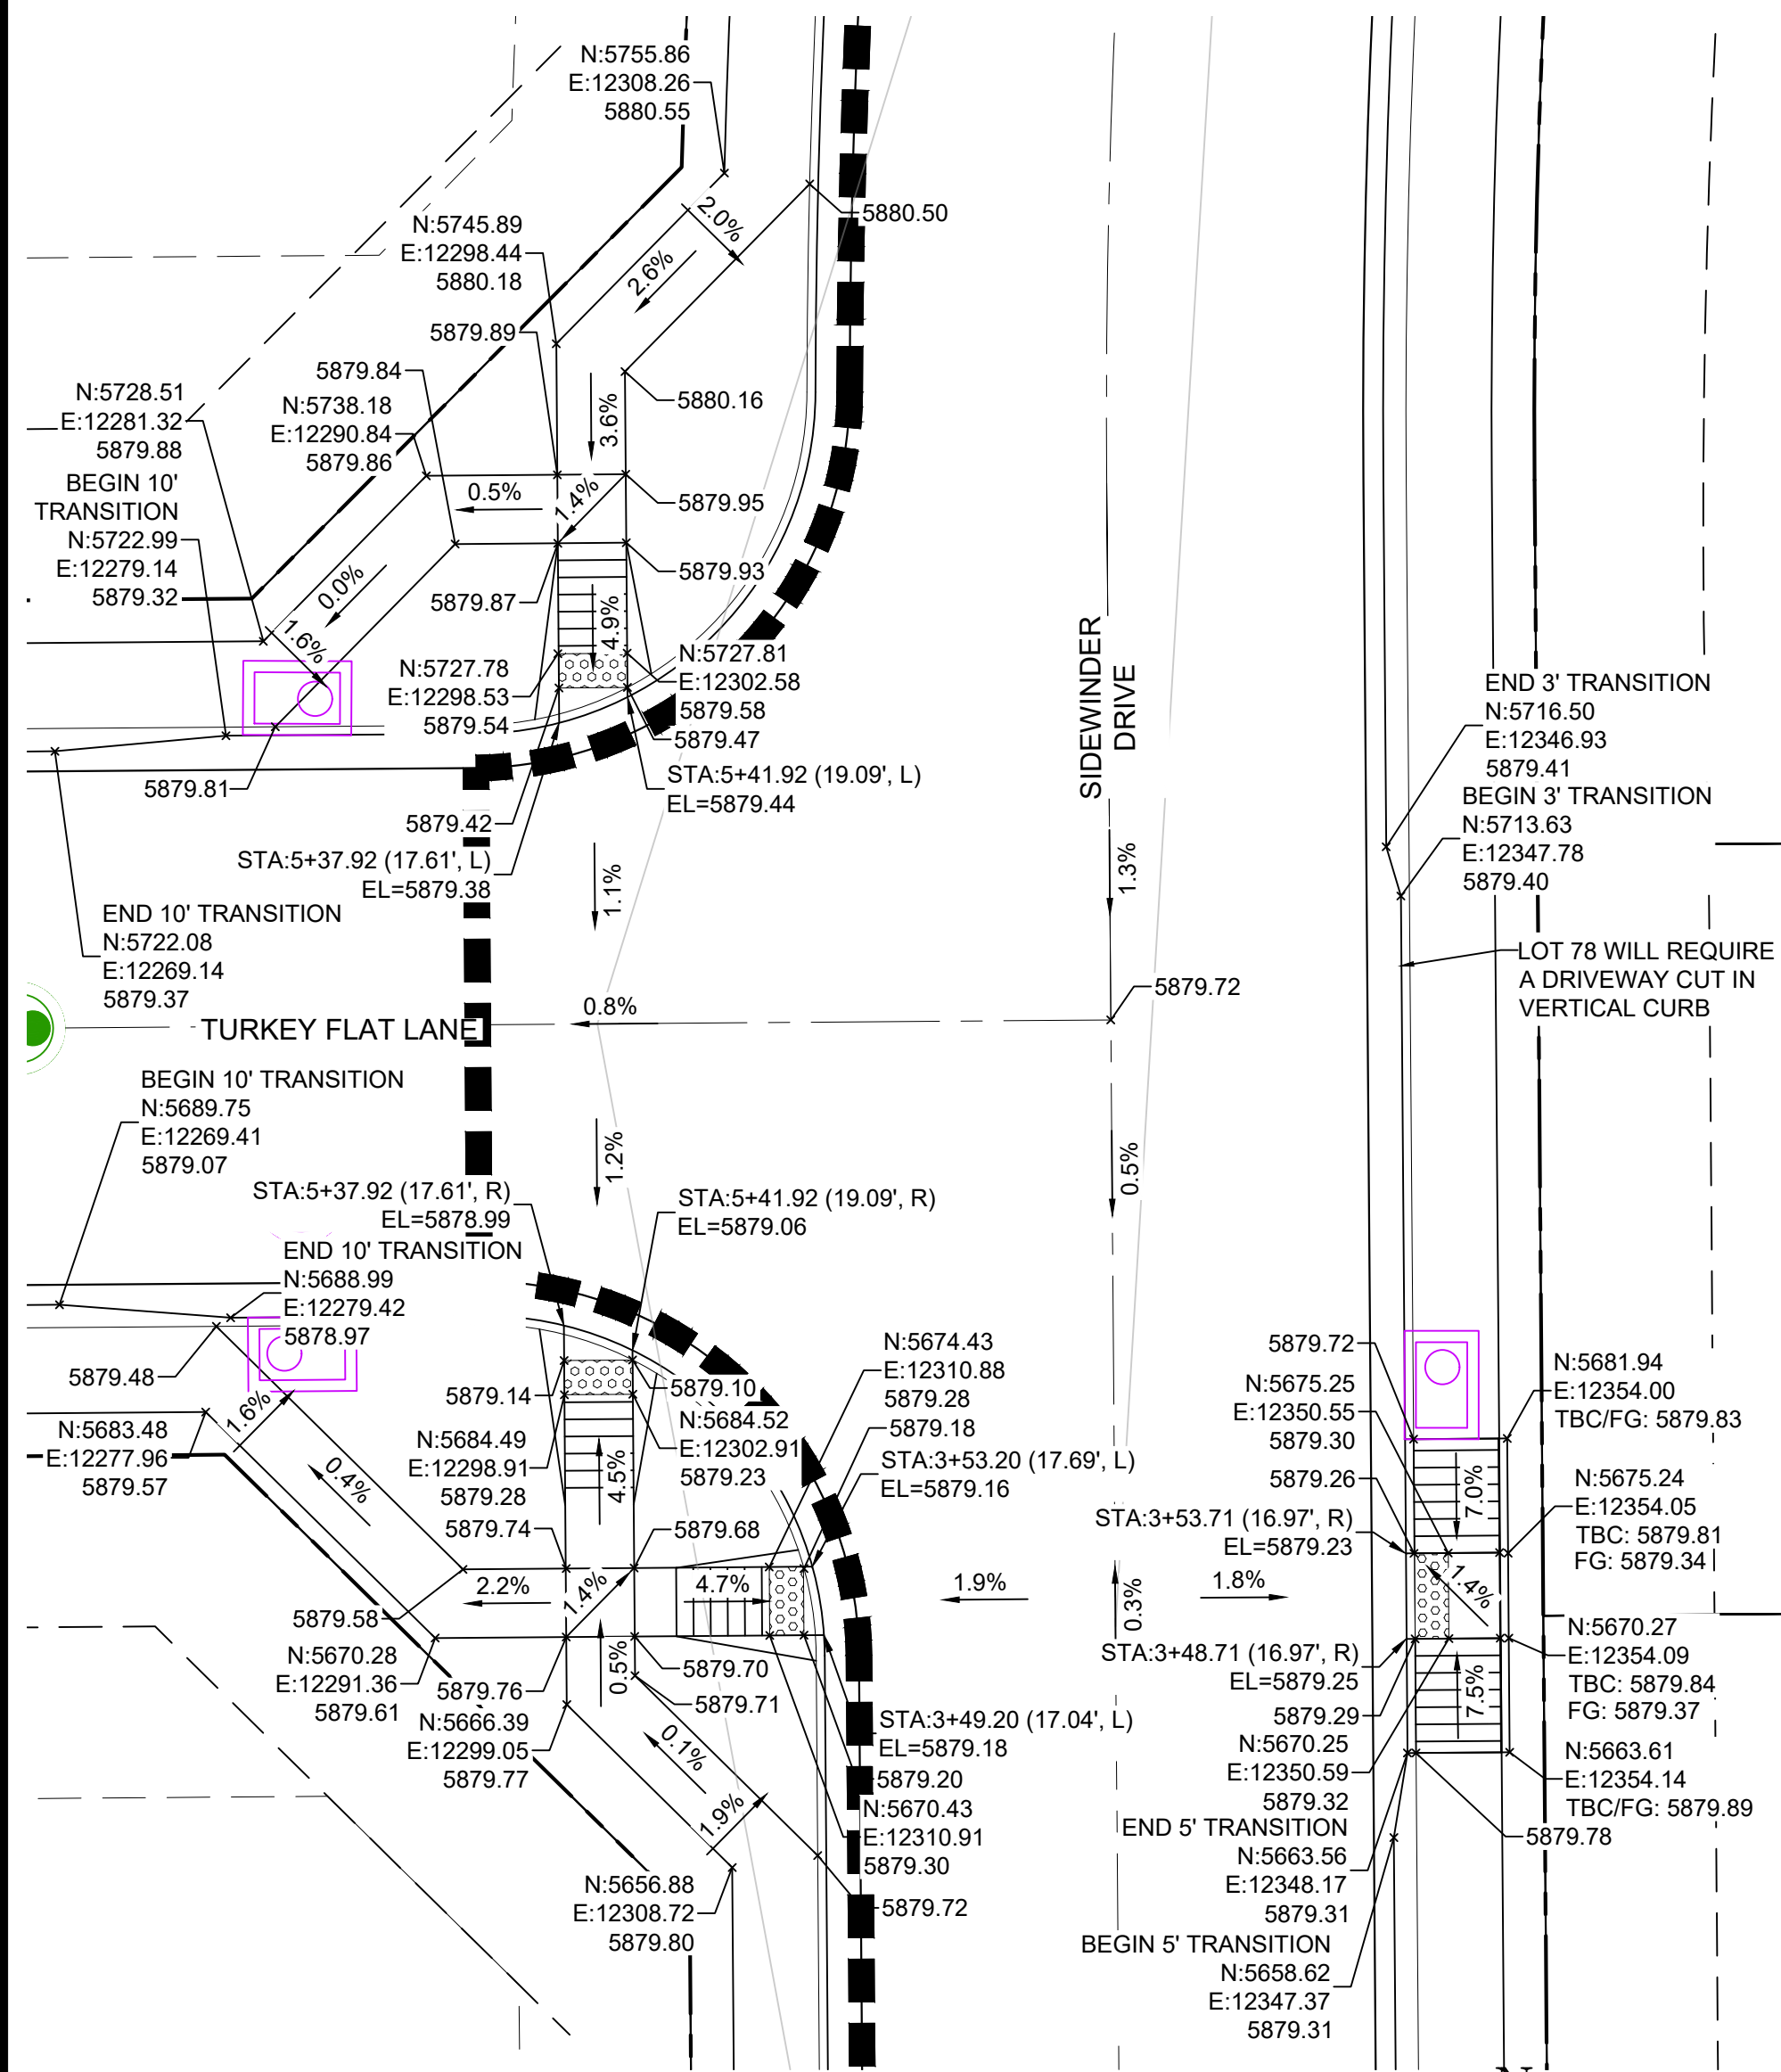 N:5755.86
E:12308.26
5880.55
2.0%
5880.50
N:5745.89
E:12298.44
5880.18
2.6%
5879.89
5879.84
5880.16
N:5728.51
E:12281.32
5879.88
N:5738.18
E:12290.84
5879.86
3.6%
BEGIN 10'
TRANSITION
N:5722.99
E:12279.14
5879.32
0.5%
1.4%
5879.95
0.0%
5879.93
5879.87
4.9%
1.6%
N:5727.78
E:12298.53
5879.54
N:5727.81
E:12302.58
5879.58
5879.47
STA:5+41.92 (19.09', L)
EL=5879.44
5879.81
5879.42
STA:5+37.92 (17.61', L)
EL=5879.38
1.1%
SIDEWINDER
DRIVE
1.3%
END 3' TRANSITION
N:5716.50
E:12346.93
5879.41
BEGIN 3' TRANSITION
N:5713.63
E:12347.78
5879.40
END 10' TRANSITION
N:5722.08
E:12269.14
5879.37
LOT 78 WILL REQUIRE
A DRIVEWAY CUT IN
VERTICAL CURB
5879.72
0.8%
TURKEY FLAT LANE
BEGIN 10' TRANSITION
N:5689.75
E:12269.41
5879.07
1.2%
0.5%
STA:5+37.92 (17.61', R)
EL=5878.99
STA:5+41.92 (19.09', R)
EL=5879.06
END 10' TRANSITION
N:5688.99
E:12279.42
5878.97
5879.48
5879.14
5879.10
N:5674.43
E:12310.88
5879.28
5879.18
5879.72
N:5681.94
E:12354.00
TBC/FG: 5879.83
N:5675.25
E:12350.55
5879.30
1.6%
N:5683.48
E:12277.96
5879.57
N:5684.49
E:12298.91
5879.28
4.5%
N:5684.52
E:12302.91
5879.23
STA:3+53.20 (17.69', L)
EL=5879.16
5879.26
7.0%
N:5675.24
E:12354.05
TBC: 5879.81
FG: 5879.34
0.4%
5879.74
5879.68
STA:3+53.71 (16.97', R)
EL=5879.23
2.2%
1.4%
4.7%
1.9%
0.3%
1.8%
1.4%
5879.58
N:5670.28
E:12291.36
5879.61
5879.76
0.5%
5879.70
5879.71
STA:3+48.71 (16.97', R)
EL=5879.25
N:5670.27
E:12354.09
TBC: 5879.84
FG: 5879.37
7.5%
N:5666.39
E:12299.05
5879.77
0.1%
STA:3+49.20 (17.04', L)
EL=5879.18
5879.20
N:5670.43
E:12310.91
5879.30
5879.29
N:5670.25
E:12350.59
5879.32
N:5663.61
E:12354.14
TBC/FG: 5879.89
5879.78
1.9%
END 5' TRANSITION
N:5663.56
E:12348.17
5879.31
N:5656.88
E:12308.72
5879.80
5879.72
BEGIN 5' TRANSITION
N:5658.62
E:12347.37
5879.31